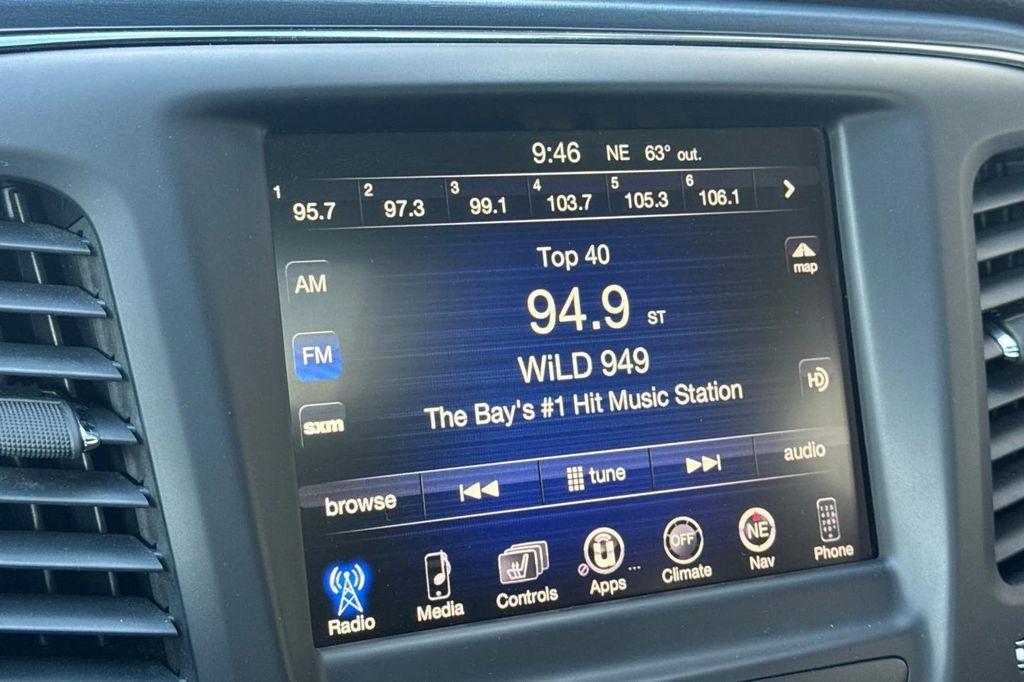 9:46 NE 63° out.
1 95.7 2 97.3 3 99.1 4 103.7 5 105.3 6 106.1
Top 40
map
AM
94.9 ST
FM
WiLD 949
HD
The Bay's #1 Hit Music Station
sxm
browse tune audio
OFF NE
Radio Media Controls Apps Climate Nav Phone